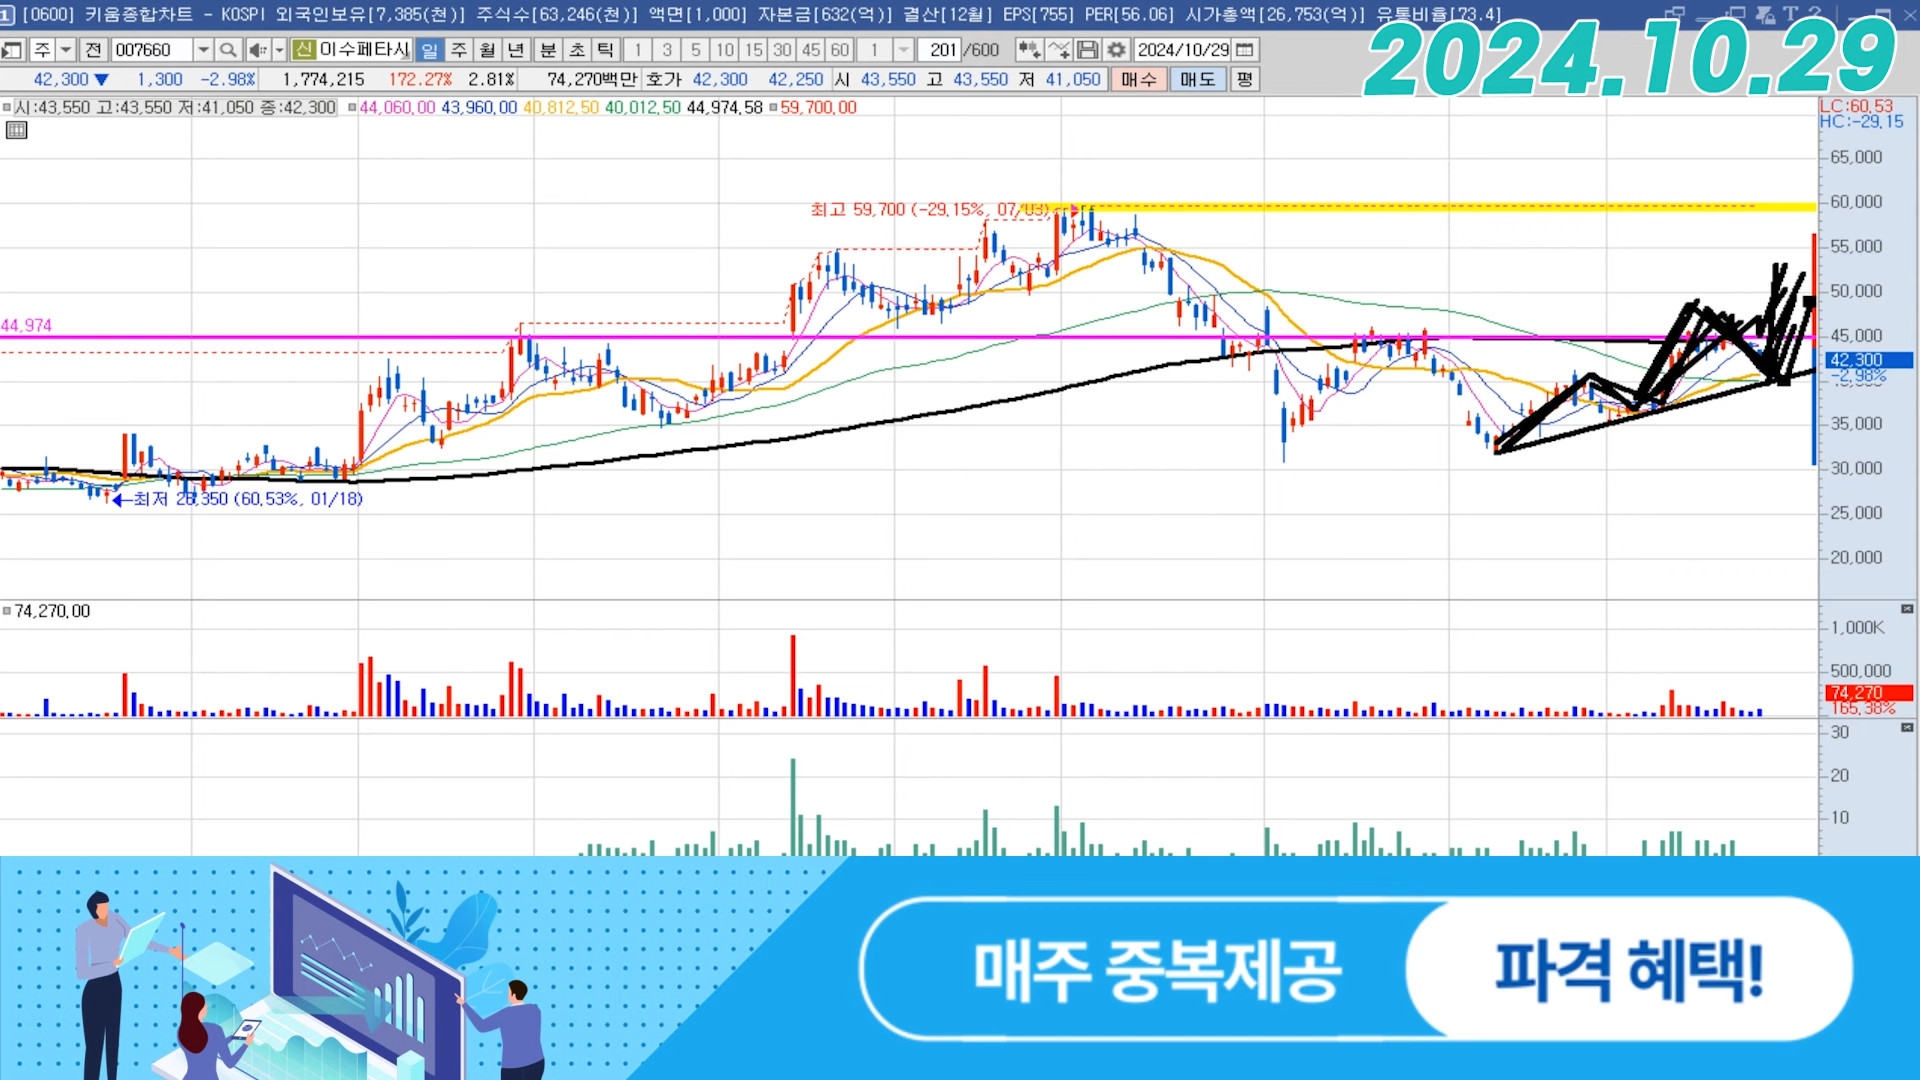 [0600] 키움종합차트 - KOSPI 외국인보유[7,385(천)] 주식수[63,246(천)] 액면[1,000] 자본금[632(억)] 결산[12월] EPS[755] PER[56.06] 시가총액[26,753(억)] 유통비율[73.4]
2024.10.29
주 전 007660 신 이수페타시 일 주 월 년 분 초 틱 1 3 5 10 15 30 45 60 1 201 /600 2024/10/29
42,300 ▼ 1,300 -2.98% 1,774,215 172.27% 2.81% 74,270백만 호가 42,300 42,250 시 43,550 고 43,550 저 41,050 매수 매도 평
시:43,550 고:43,550 저:41,050 종:42,300 44,060.00 43,960.00 40,812.50 40,012.50 44,974.58 59,700.00
LC:60.53
HC:-29.15
65,000
최고 59,700 (-29.15%, 07/03)
60,000
55,000
50,000
44,974
45,000
42,300
-2.98%
35,000
30,000
최저 26,350 (60.53%, 01/18)
25,000
20,000
74,270.00
1,000K
500,000
74,270
165.38%
30
20
10
매주 중복제공
파격 혜택!